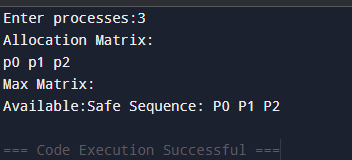 Enter processes:3
Allocation Matrix:
p0 p1 p2
Max Matrix:
Available:Safe Sequence: P0 P1 P2
=== Code Execution Successful ===